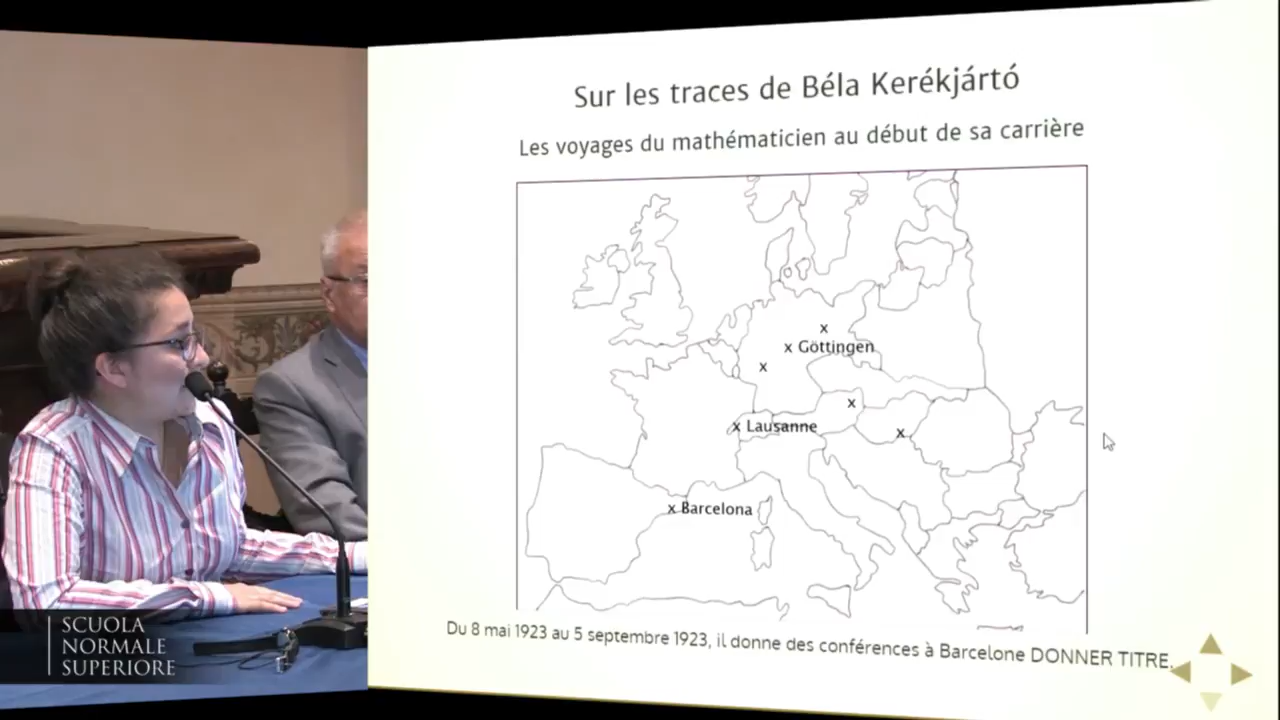 Sur les traces de Béla Kerékjártó
Les voyages du mathématicien au début de sa carrière
x
x Göttingen
x
x
x Lausanne
x
x Barcelona
Du 8 mai 1923 au 5 septembre 1923, il donne des conférences à Barcelone DONNER TITRE.
SCUOLA
NORMALE
SUPERIORE